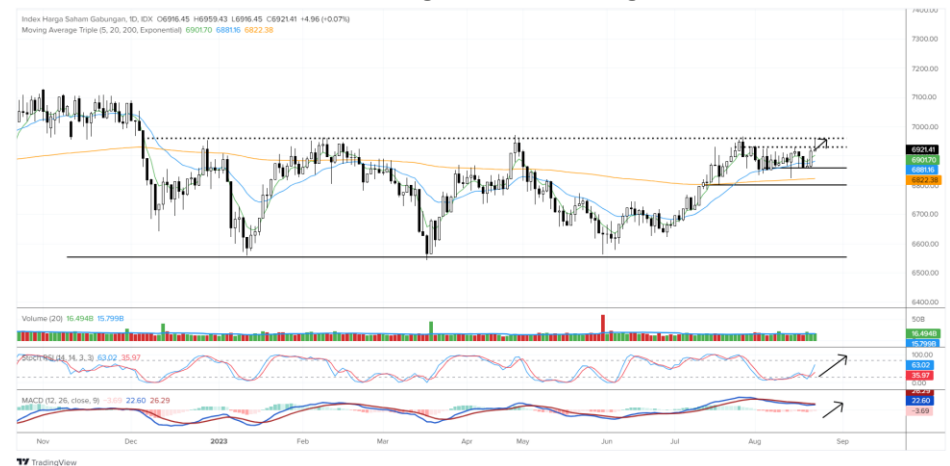 7400.00
Index Harga Saham Gabungan, 1D, IDX O6916.45 H6959.43 L6916.45 C6921.41 +4.96 (+0.07%)
Moving Average Triple (5, 20, 200, Exponential) 6901.70 6881.16 6822.38
7300.00
7200.00
7100.00
7000.00
6921.41
6901.70
6881.16
6822.38
6800.00
6700.00
6600.00
6500.00
6400.00
Volume (20) 16.494B 15.799B
50B
16.494B
15.799B
Stoch RSI (14, 14, 3, 3) 63.02 35.97
100.00
63.02
35.97
0.00
MACD (12, 26, close, 9) -3.69 22.60 26.29
26.29
22.60
-3.69
Nov Dec 2023 Feb Mar Apr May Jun Jul Aug Sep
TradingView